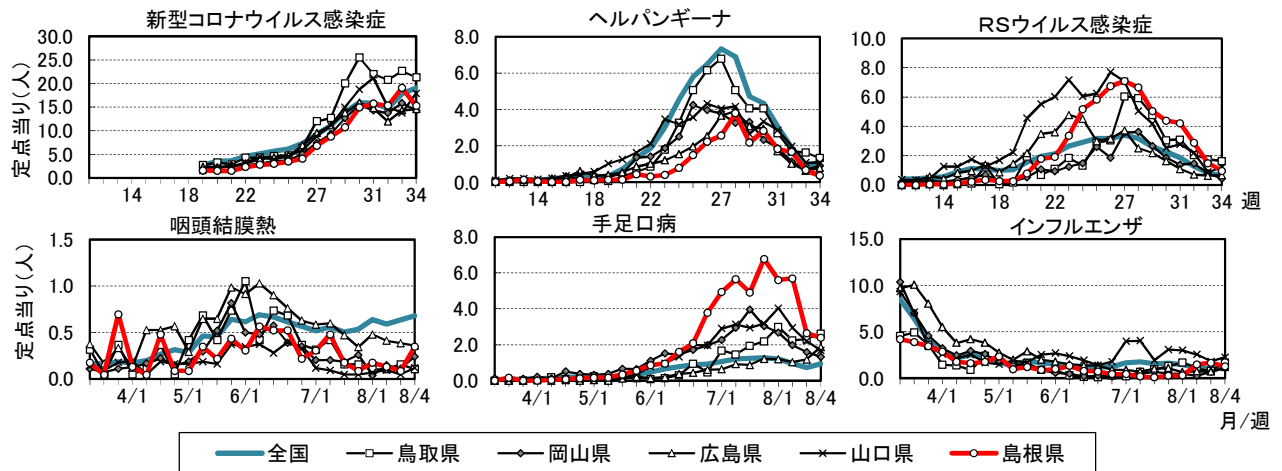 新型コロナウイルス感染症
ヘルパンギーナ
RSウイルス感染症
定点当り(人)
30.0
25.0
20.0
15.0
10.0
5.0
0.0
14 18 22 27 31 34
8.0
6.0
4.0
2.0
0.0
14 18 22 27 31 34
10.0
8.0
6.0
4.0
2.0
0.0
14 18 22 27 31 34 週
咽頭結膜熱
手足口病
インフルエンザ
定点当り(人)
1.5
1.0
0.5
0.0
4/1 5/1 6/1 7/1 8/1 8/4
8.0
6.0
4.0
2.0
0.0
4/1 5/1 6/1 7/1 8/1 8/4
15.0
10.0
5.0
0.0
4/1 5/1 6/1 7/1 8/1 8/4
月/週
全国 鳥取県 岡山県 広島県 山口県 島根県